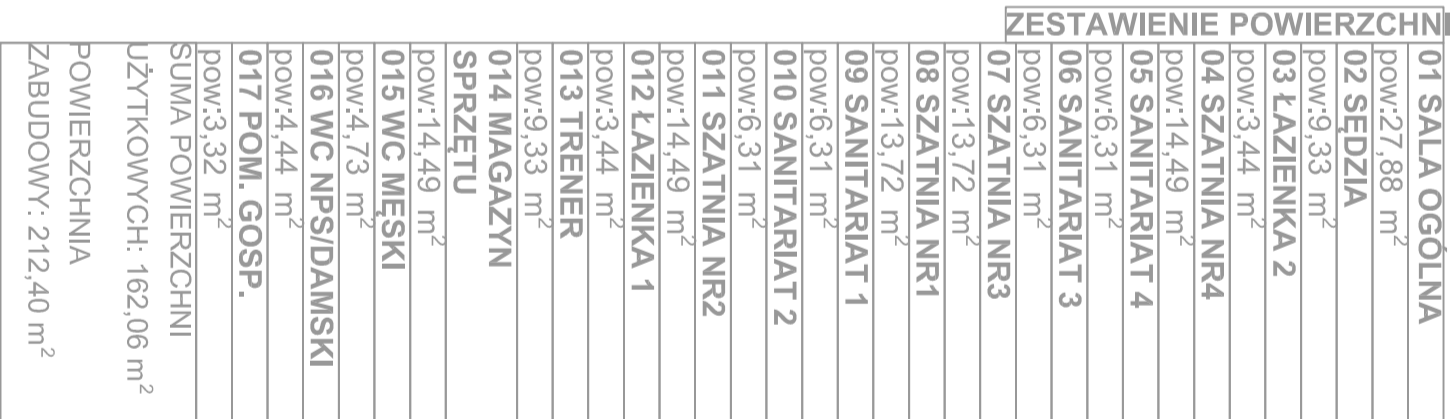 ZESTAWIENIE POWIERZCHNI
01 SALA OGÓLNA
pow:27,88 m²
02 SĘDZIA
pow:9,33 m²
03 ŁAZIENKA 2
pow:3,44 m²
04 SZATNIA NR4
pow:14,49 m²
05 SANITARIAT 4
pow:6,31 m²
06 SANITARIAT 3
pow:6,31 m²
07 SZATNIA NR3
pow:13,72 m²
08 SZATNIA NR1
pow:13,72 m²
09 SANITARIAT 1
pow:6,31 m²
010 SANITARIAT 2
pow:6,31 m²
011 SZATNIA NR2
pow:14,49 m²
012 ŁAZIENKA 1
pow:3,44 m²
013 TRENER
pow:9,33 m²
014 MAGAZYN
SPRZĘTU
pow:14,49 m²
015 WC MĘSKI
pow:4,73 m²
016 WC NPS/DAMSKI
pow:4,44 m²
017 POM. GOSP.
pow:3,32 m²
SUMA POWIERZCHNI
UŻYTKOWYCH: 162,06 m²
POWIERZCHNIA
ZABUDOWY: 212,40 m²